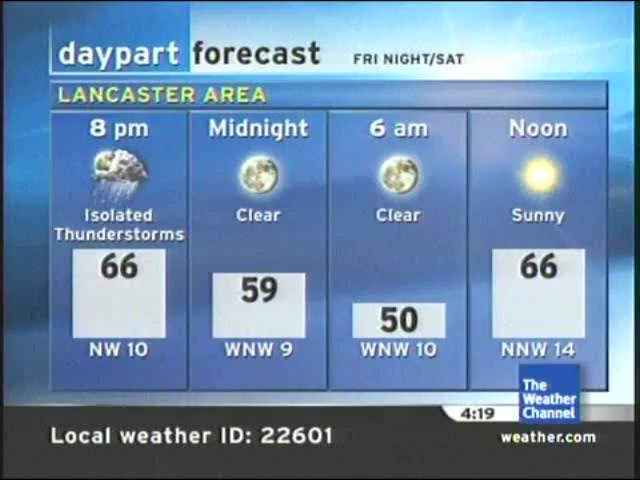 daypart forecast FRI NIGHT/SAT
LANCASTER AREA
8 pm Midnight 6 am Noon
Isolated Thunderstorms Clear Clear Sunny
66 59 50 66
NW 10 WNW 9 WNW 10 NNW 14
The
Weather
Channel
4:19
Local weather ID: 22601
weather.com